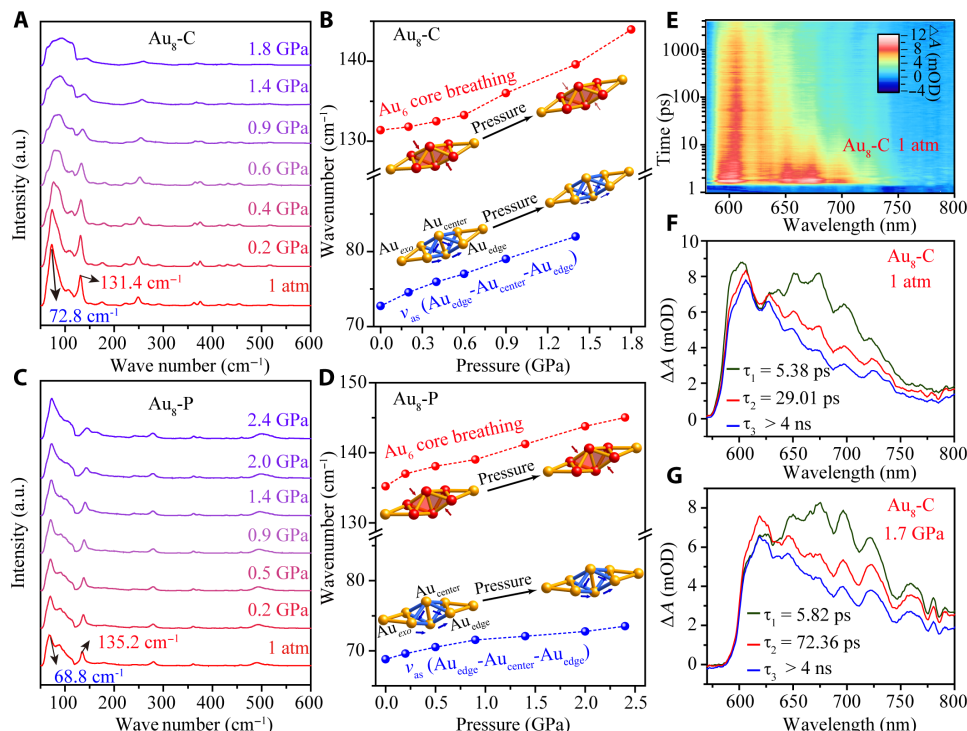 A
Au8-C
1.8 GPa
1.4 GPa
0.9 GPa
0.6 GPa
0.4 GPa
0.2 GPa
131.4 cm−1
1 atm
72.8 cm−1
Intensity (a.u.)
100 200 300 400 500 600
Wave number (cm−1)
B
Au8-C
140
130
80
70
Au6 core breathing
Pressure
Pressure
Aucenter
Auexo
Auedge
νas (Auedge-Aucenter-Auedge)
Wavenumber (cm−1)
0.0 0.3 0.6 0.9 1.2 1.5 1.8
Pressure (GPa)
C
Au8-P
2.4 GPa
2.0 GPa
1.4 GPa
0.9 GPa
0.5 GPa
0.2 GPa
135.2 cm−1
1 atm
68.8 cm−1
Intensity (a.u.)
100 200 300 400 500 600
Wave number (cm−1)
D
Au8-P
150
140
130
80
70
Au6 core breathing
Pressure
Aucenter
Pressure
Auexo
Auedge
νas (Auedge-Aucenter-Auedge)
Wavenumber (cm−1)
0.0 0.5 1.0 1.5 2.0 2.5
Pressure (GPa)
E
1000
100
10
1
Time (ps)
12
8
4
0
−4
△A (mOD)
Au8-C 1 atm
600 650 700 750 800
Wavelength (nm)
F
10
8
6
4
2
0
ΔA (mOD)
Au8-C
1 atm
τ1 = 5.38 ps
τ2 = 29.01 ps
τ3 > 4 ns
600 650 700 750 800
Wavelength (nm)
G
8
6
4
2
0
ΔA (mOD)
Au8-C
1.7 GPa
τ1 = 5.82 ps
τ2 = 72.36 ps
τ3 > 4 ns
600 650 700 750 800
Wavelength (nm)